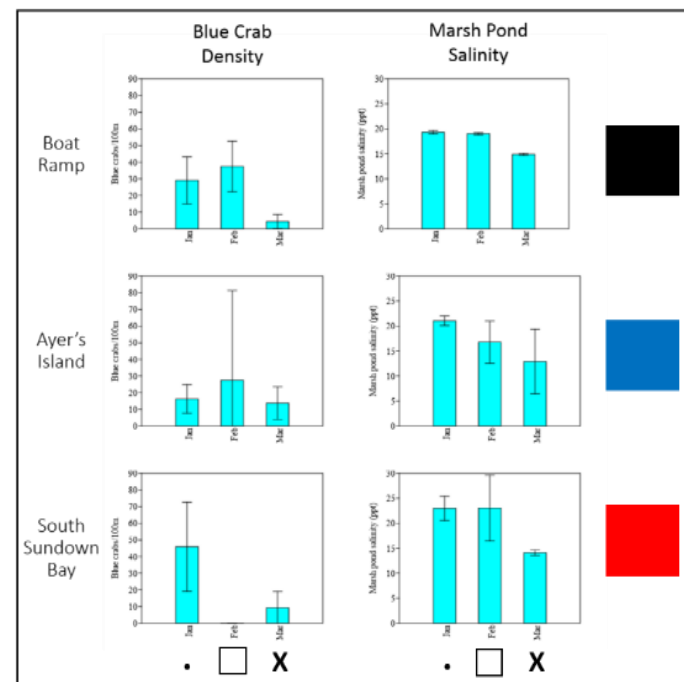 Blue Crab
Density
Marsh Pond
Salinity
Boat
Ramp
Blue crabs/100m
90
80
70
60
50
40
30
20
10
0
Jan
Feb
Mar
Marsh pond salinity (ppt)
30
25
20
15
10
5
0
Jan
Feb
Mar
Ayer's
Island
Blue crabs/100m
90
80
70
60
50
40
30
20
10
0
Jan
Feb
Mar
Marsh pond salinity (ppt)
30
25
20
15
10
5
0
Jan
Feb
Mar
South
Sundown
Bay
Blue crabs/100m
90
80
70
60
50
40
30
20
10
0
Jan
Feb
Mar
Marsh pond salinity (ppt)
30
25
20
15
10
5
0
Jan
Feb
Mar
. □ X . □ X